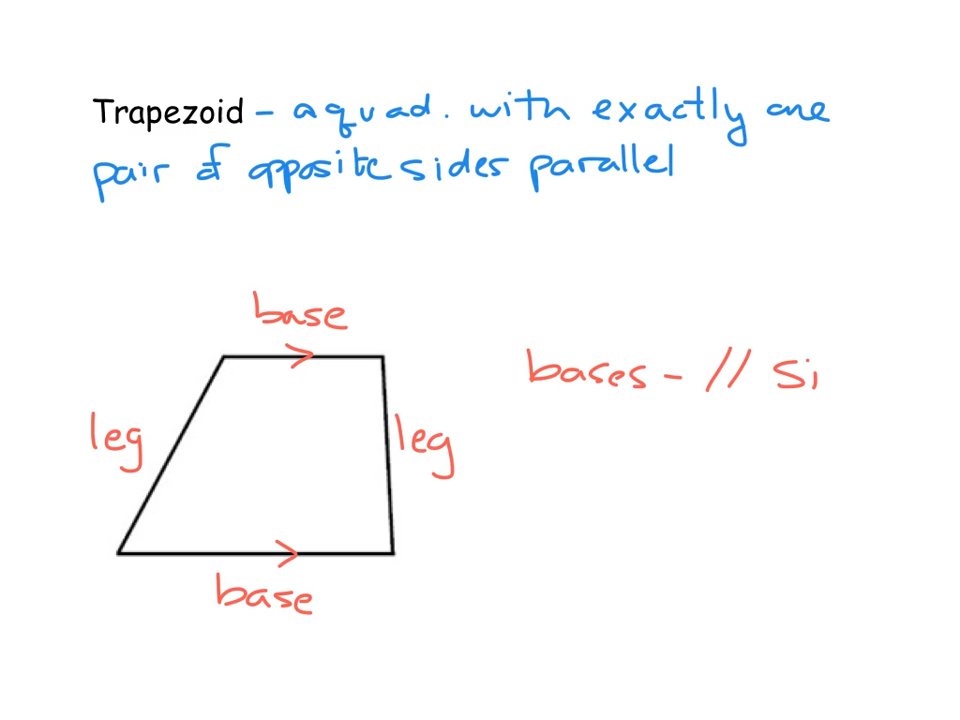 Trapezoid - a quad. with exactly one
pair of opposite sides parallel
base
bases - // Si
leg
leg
base